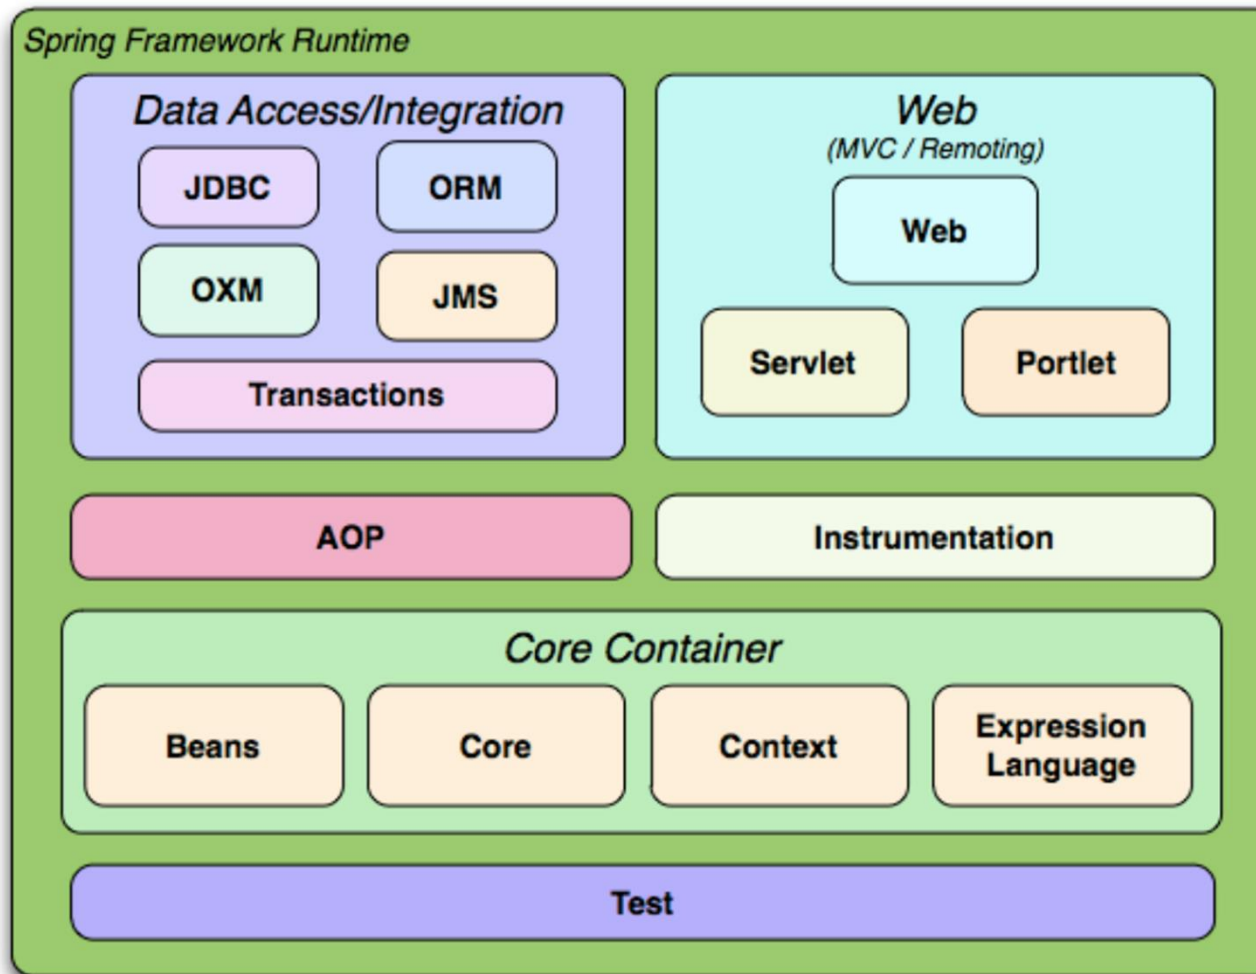 Spring Framework Runtime
Data Access/Integration
JDBC
ORM
OXM
JMS
Transactions
Web
(MVC / Remoting)
Web
Servlet
Portlet
AOP
Instrumentation
Core Container
Beans
Core
Context
Expression
Language
Test